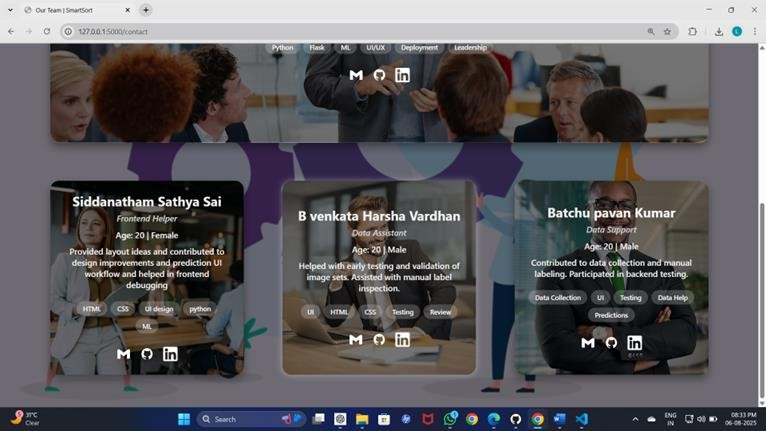 Our Team | SmartSort
127.0.0.1:5000/contact
Python Flask ML UI/UX Deployment Leadership
Siddanatham Sathya Sai
Frontend Helper
Age: 20 | Female
Provided layout ideas and contributed to
design improvements and prediction UI
workflow and helped in frontend
debugging
HTML CSS UI design python
ML
B venkata Harsha Vardhan
Data Assistant
Age: 20 | Male
Helped with early testing and validation of
image sets. Assisted with manual label
inspection.
UI HTML CSS Testing Review
Batchu pavan Kumar
Data Support
Age: 20 | Male
Contributed to data collection and manual
labeling. Participated in backend testing.
Data Collection UI Testing Data Help
Predictions
31°C
Clear
Search
ENG
IN
08:33 PM
06-08-2025